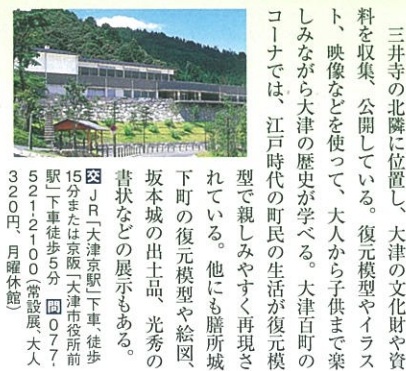 三井寺の北隣に位置し、大津の文化財や資
料を収集、公開している。復元模型やイラス
ト、映像などを使って、大人から子供まで楽
しみながら大津の歴史が学べる。大津百町の
コーナでは、江戸時代の町民の生活が復元模
型で親しみやすく再現さ
れている。他にも膳所城
下町の復元模型や絵図、
坂本城の出土品、光秀の
書状などの展示もある。
交 JR「大津京駅」下車、徒歩
15分または京阪「大津市役所前
駅」下車徒歩5分 問077-
521-2100(常設展、大人
320円、月曜休館)